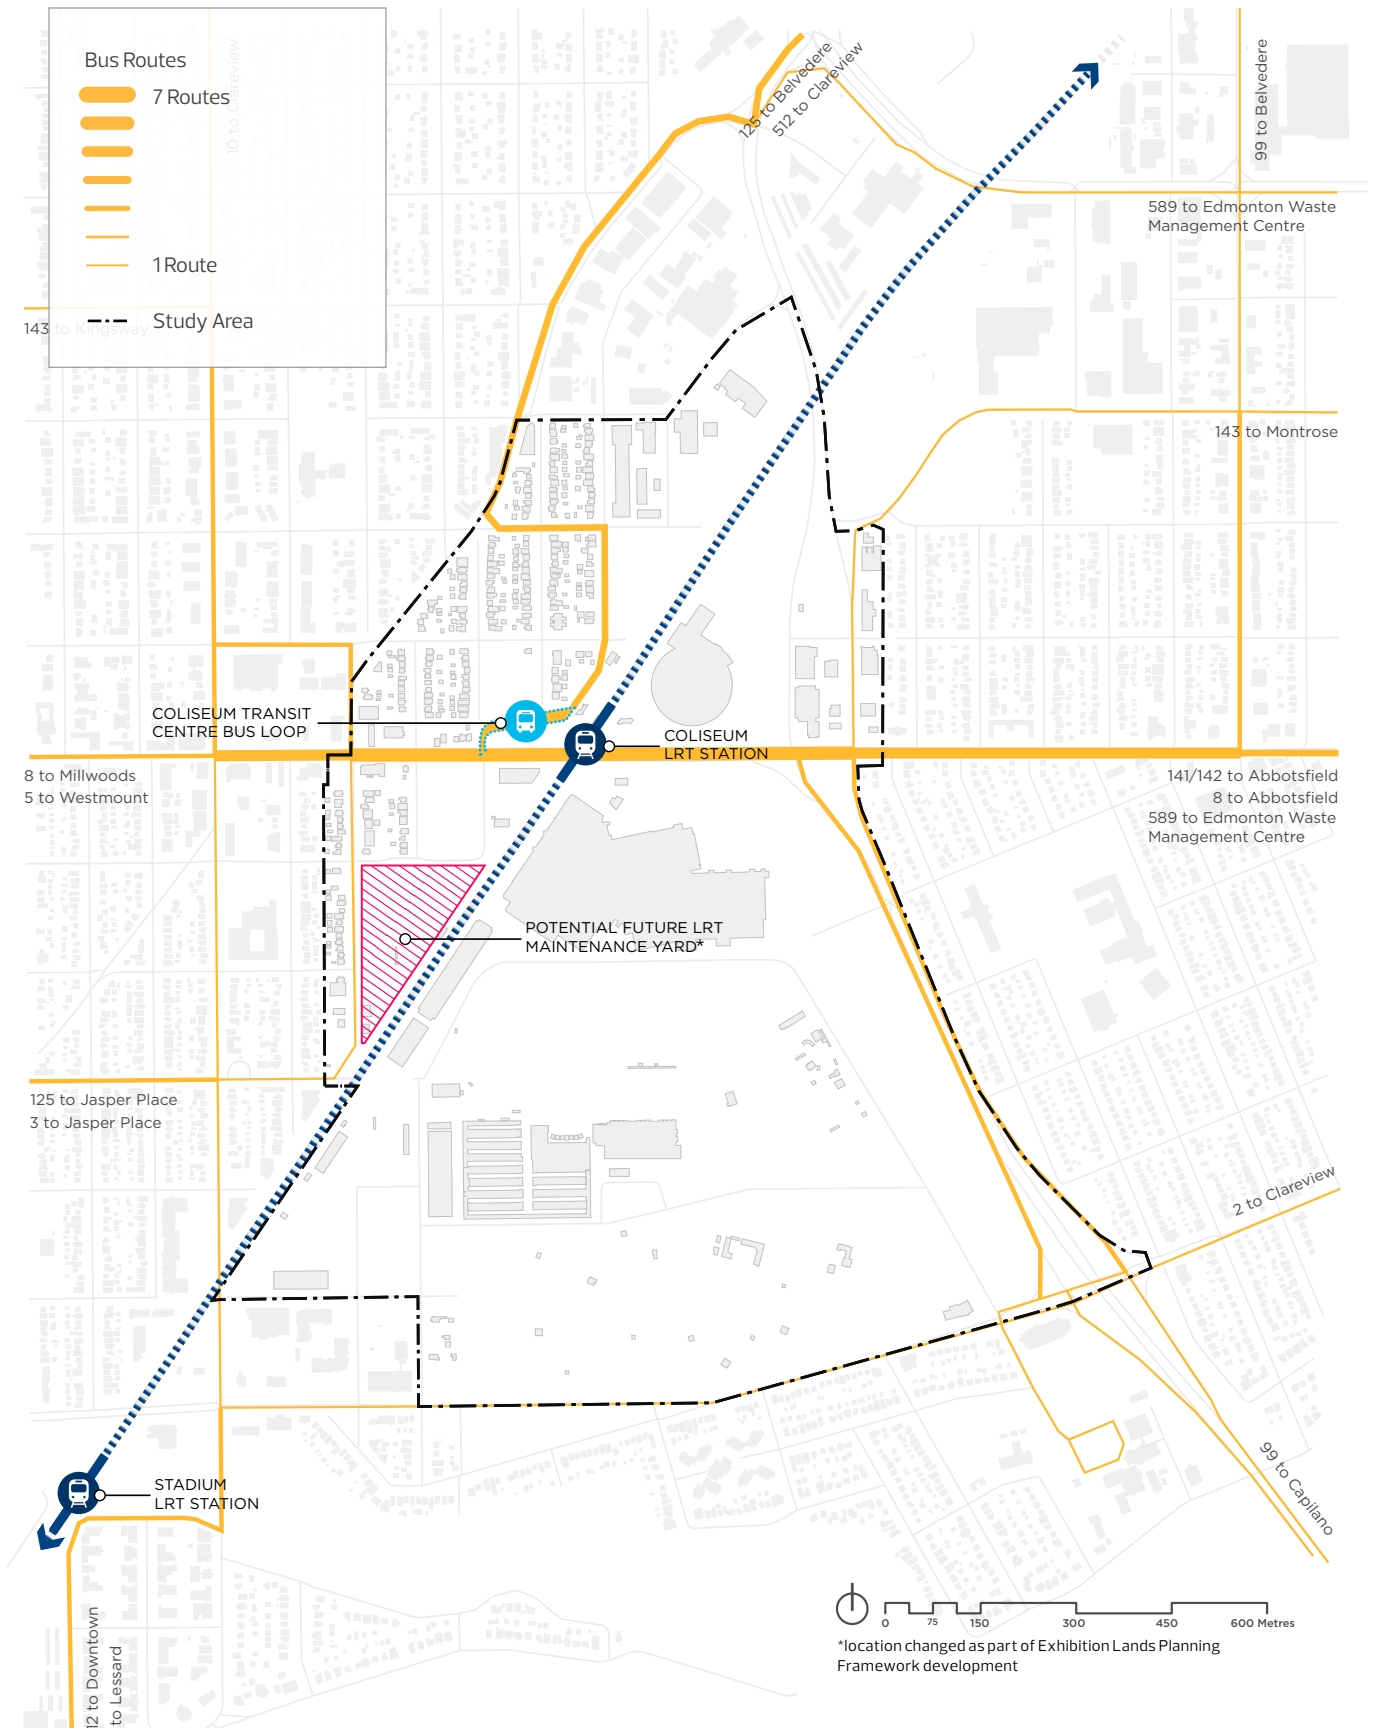 Bus Routes
7 Routes
1 Route
Study Area
10 to Clareview
143 to Kingsway
125 to Belvedere
512 to Clareview
99 to Belvedere
589 to Edmonton Waste
Management Centre
143 to Montrose
COLISEUM TRANSIT
CENTRE BUS LOOP
COLISEUM
LRT STATION
8 to Millwoods
5 to Westmount
141/142 to Abbotsfield
8 to Abbotsfield
589 to Edmonton Waste
Management Centre
POTENTIAL FUTURE LRT
MAINTENANCE YARD*
125 to Jasper Place
3 to Jasper Place
2 to Clareview
STADIUM
LRT STATION
99 to Capilano
12 to Downtown
to Lessard
0 75 150 300 450 600 Metres
*location changed as part of Exhibition Lands Planning
Framework development